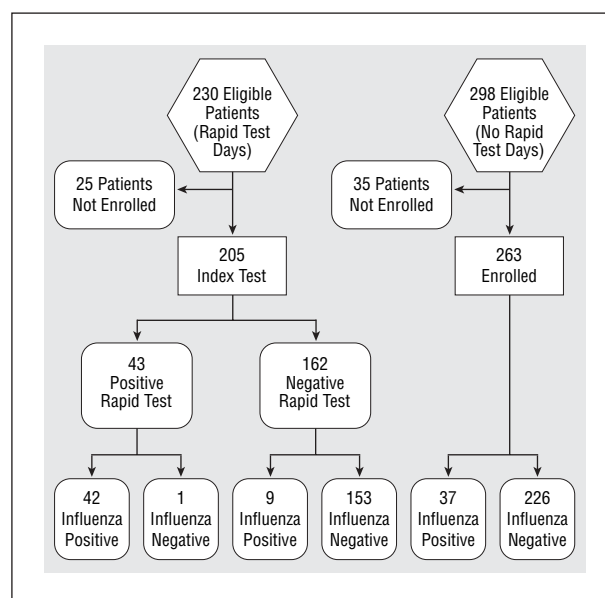 230 Eligible
Patients
(Rapid Test
Days)
298 Eligible
Patients
(No Rapid
Test Days)
25 Patients
Not Enrolled
35 Patients
Not Enrolled
205
Index Test
263
Enrolled
43
Positive
Rapid Test
162
Negative
Rapid Test
42
Influenza
Positive
1
Influenza
Negative
9
Influenza
Positive
153
Influenza
Negative
37
Influenza
Positive
226
Influenza
Negative